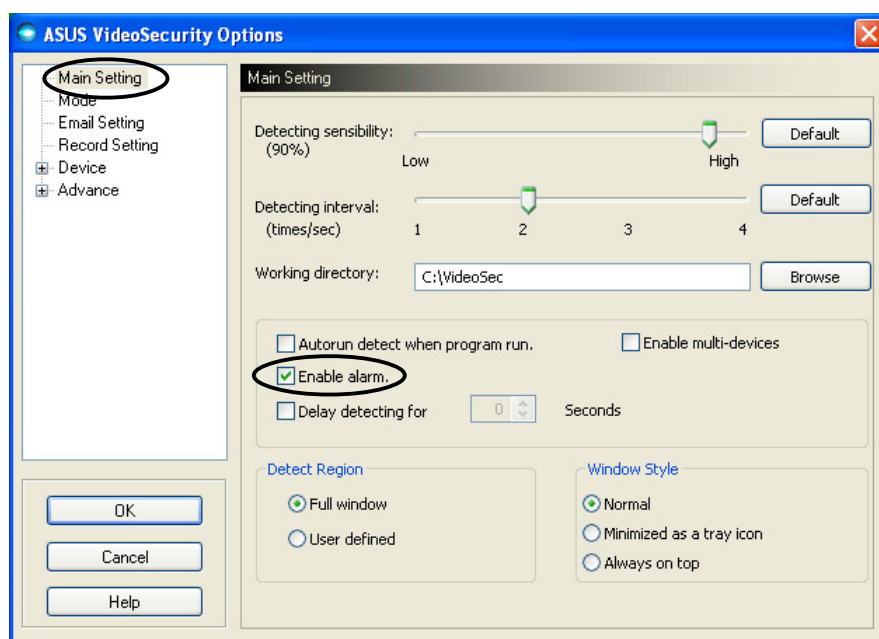 ASUS VideoSecurity Options
Main Setting
Mode
Email Setting
Record Setting
Device
Advance
OK
Cancel
Help
Main Setting
Detecting sensibility:
(90%)
Low
High
Default
Detecting interval:
(times/sec)
1
2
3
4
Default
Working directory:
C:\VideoSec
Browse
Autorun detect when program run.
Enable multi-devices
Enable alarm.
Delay detecting for
0
Seconds
Detect Region
Full window
User defined
Window Style
Normal
Minimized as a tray icon
Always on top